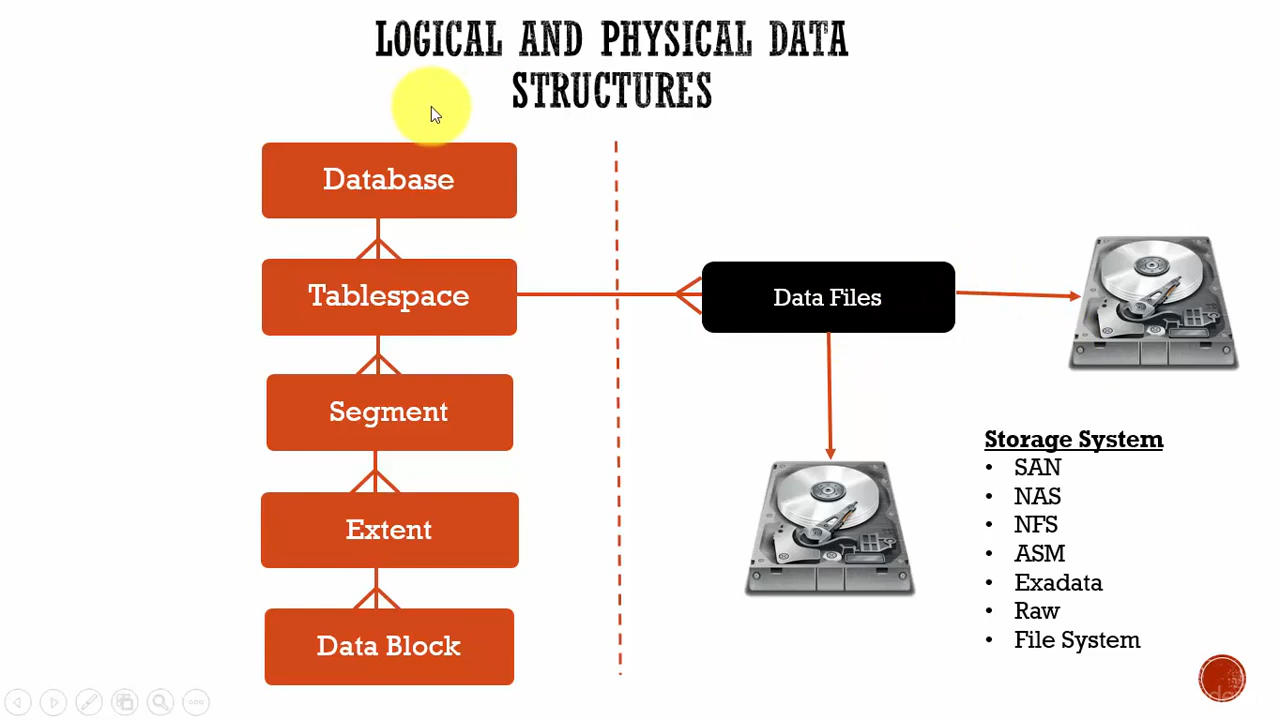 LOGICAL AND PHYSICAL DATA
STRUCTURES
Database
Tablespace
Data Files
Segment
Extent
Data Block
Storage System
• SAN
• NAS
• NFS
• ASM
• Exadata
• Raw
• File System